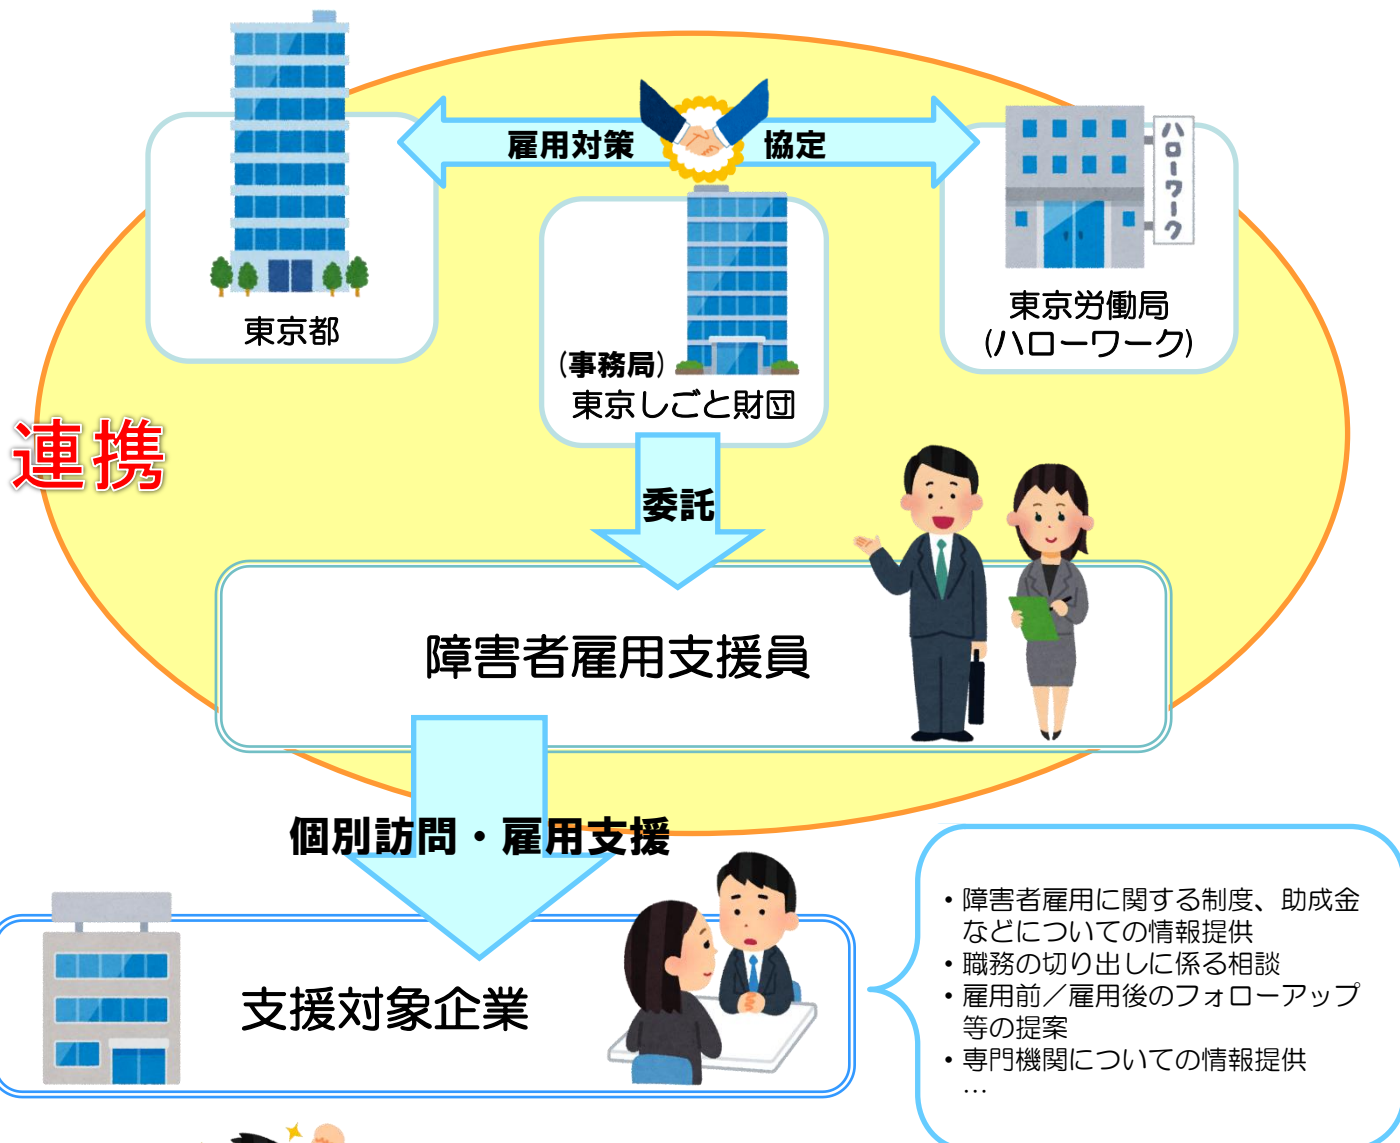 雇用対策 協定
ハローワーク
東京都
東京労働局
(ハローワーク)
(事務局)
東京しごと財団
連携
委託
障害者雇用支援員
個別訪問・雇用支援
支援対象企業
・障害者雇用に関する制度、助成金
などについての情報提供
・職務の切り出しに係る相談
・雇用前／雇用後のフォローアップ
等の提案
・専門機関についての情報提供
…